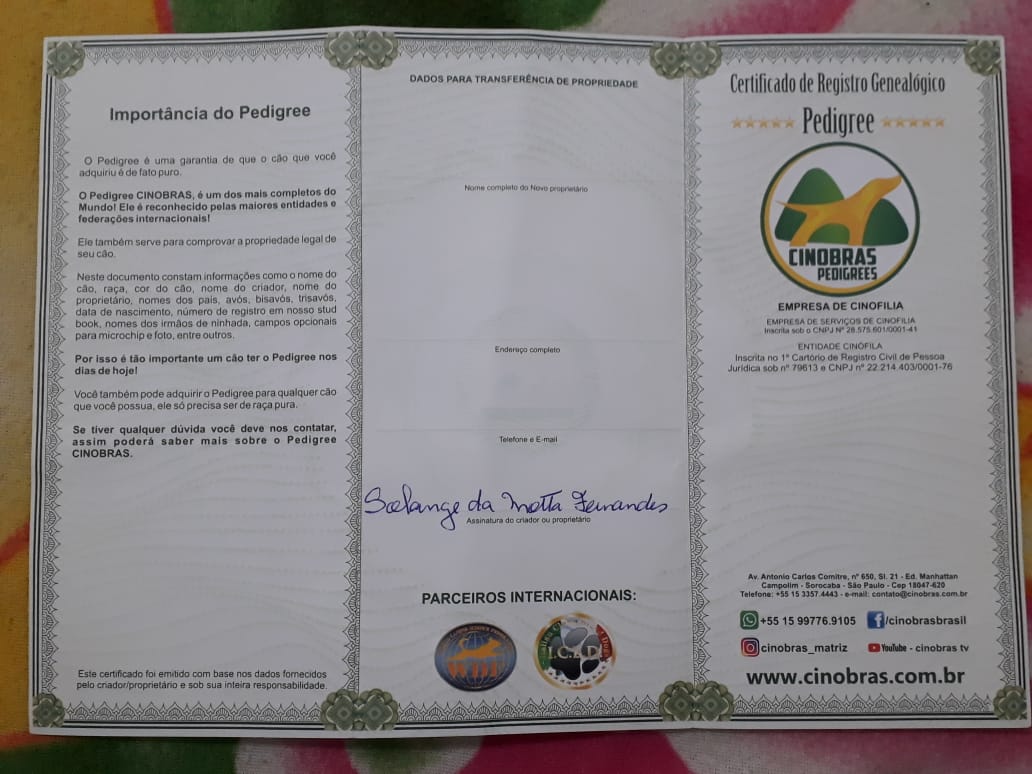 Importância do Pedigree
O Pedigree é uma garantia de que o cão que você
adquiriu é de fato puro.
O Pedigree CINOBRAS, é um dos mais completos do
Mundo! Ele é reconhecido pelas maiores entidades e
federações internacionais!
Ele também serve para comprovar a propriedade legal de
seu cão.
Neste documento constam informações como o nome do
cão, raça, cor do cão, nome do criador, nome do
proprietário, nomes dos pais, avós, bisavós, trisavós,
data de nascimento, número de registro em nosso stud
book, nomes dos irmãos de ninhada, campos opcionais
para microchip e foto, entre outros.
Por isso é tão importante um cão ter o Pedigree nos
dias de hoje!
Você também pode adquirir o Pedigree para qualquer cão
que você possua, ele só precisa ser de raça pura.
Se tiver qualquer dúvida você deve nos contatar,
assim poderá saber mais sobre o Pedigree
CINOBRAS.
Este certificado foi emitido com base nos dados fornecidos
pelo criador/proprietário e sob sua inteira responsabilidade.
DADOS PARA TRANSFERÊNCIA DE PROPRIEDADE
Nome completo do Novo proprietário
Endereço completo
Telefone e E-mail
Solange da Motta Fernandes
Assinatura do criador ou proprietário
PARCEIROS INTERNACIONAIS:
I.C.A.D.
Certificado de Registro Genealógico
Pedigree
CINOBRAS
PEDIGREES
EMPRESA DE CINOFILIA
EMPRESA DE SERVIÇOS DE CINOFILIA
Inscrita sob o CNPJ Nº 28.575.601/0001-41
ENTIDADE CINÓFILA
Inscrita no 1º Cartório de Registro Civil de Pessoa
Jurídica sob nº 79613 e CNPJ nº 22.214.403/0001-76
Av. Antonio Carlos Comitre, nº 650, Sl. 21 - Ed. Manhattan
Campolim - Sorocaba - São Paulo - Cep 18047-620
Telefone: +55 15 3357.4443 - e-mail: contato@cinobras.com.br
+55 15 99776.9105 /cinobrasbrasil
cinobras_matriz YouTube - cinobras tv
www.cinobras.com.br